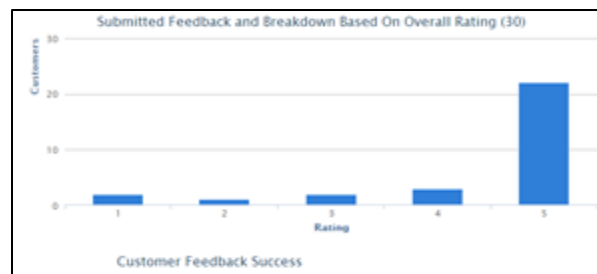 Submitted Feedback and Breakdown Based On Overall Rating (30)
Customers
30
20
10
0
1 2 3 4 5
Rating
Customer Feedback Success